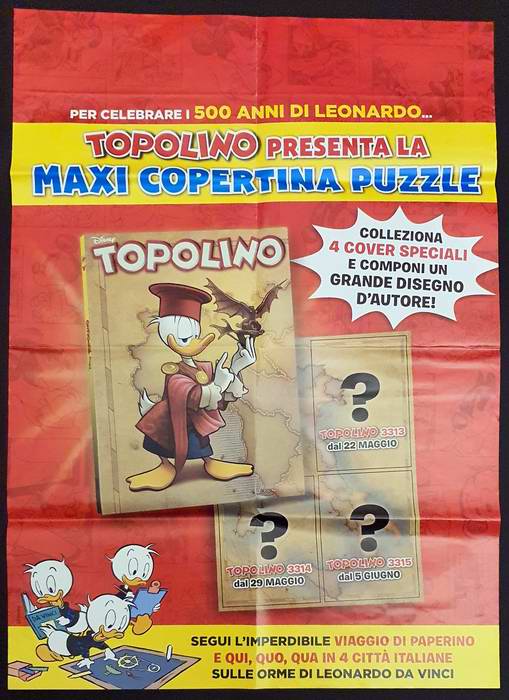 PER CELEBRARE I 500 ANNI DI LEONARDO...
TOPOLINO PRESENTA LA
MAXI COPERTINA PUZZLE
COLLEZIONA
4 COVER SPECIALI
E COMPONI UN
GRANDE DISEGNO
D'AUTORE!
Disney
TOPOLINO
?
TOPOLINO 3313
dal 22 MAGGIO
?
TOPOLINO 3314
dal 29 MAGGIO
?
TOPOLINO 3315
dal 5 GIUGNO
DA VINCI
SEGUI L'IMPERDIBILE VIAGGIO DI PAPERINO
E QUI, QUO, QUA IN 4 CITTÀ ITALIANE
SULLE ORME DI LEONARDO DA VINCI